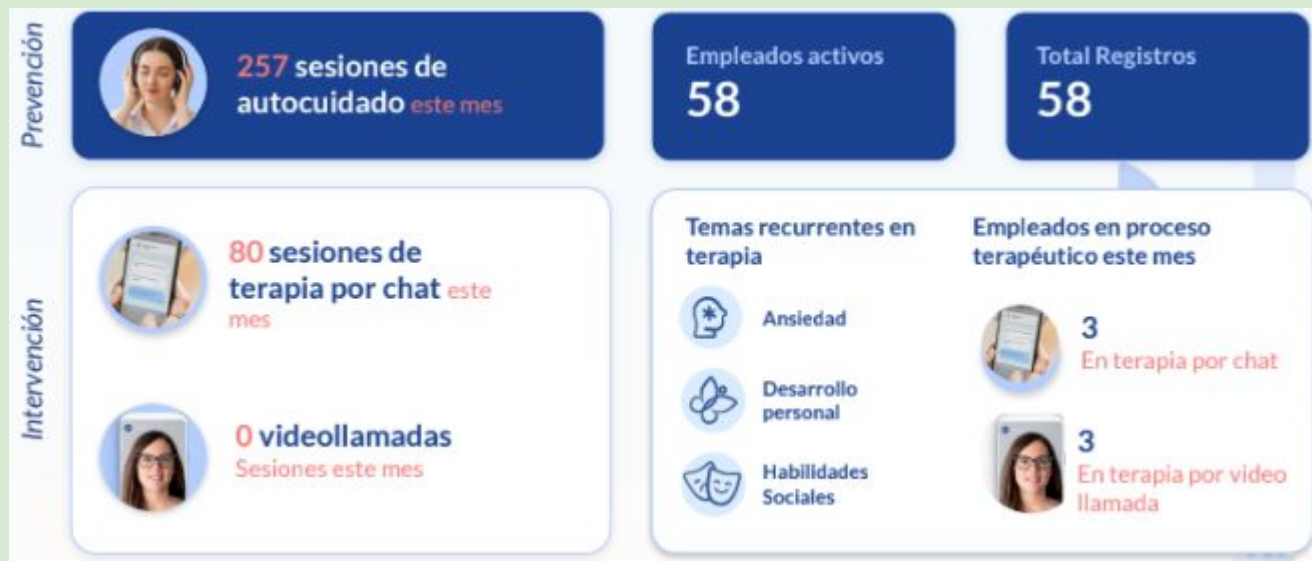 Prevención
257 sesiones de
autocuidado este mes
Empleados activos
58
Total Registros
58
Intervención
80 sesiones de
terapia por chat este
mes
0 videollamadas
Sesiones este mes
Temas recurrentes en
terapia
Ansiedad
Desarrollo
personal
Habilidades
Sociales
Empleados en proceso
terapéutico este mes
3
En terapia por chat
3
En terapia por video
llamada